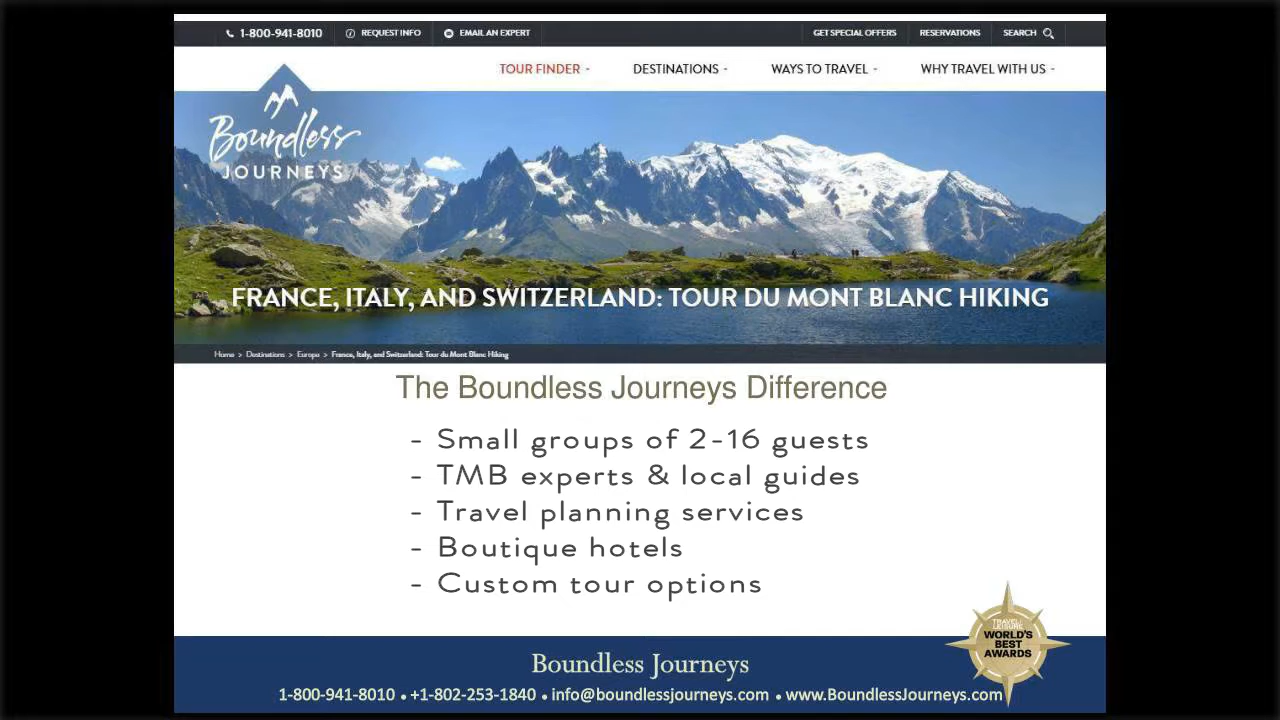 1-800-941-8010 REQUEST INFO EMAIL AN EXPERT GET SPECIAL OFFERS RESERVATIONS SEARCH
TOUR FINDER DESTINATIONS WAYS TO TRAVEL WHY TRAVEL WITH US
Boundless
JOURNEYS
FRANCE, ITALY, AND SWITZERLAND: TOUR DU MONT BLANC HIKING
Home > Destinations > Europe > France, Italy, and Switzerland: Tour du Mont Blanc Hiking
The Boundless Journeys Difference
- Small groups of 2-16 guests
- TMB experts & local guides
- Travel planning services
- Boutique hotels
- Custom tour options
TRAVEL+
LEISURE
WORLD'S
BEST
AWARDS
Boundless Journeys
1-800-941-8010 • +1-802-253-1840 • info@boundlessjourneys.com • www.BoundlessJourneys.com